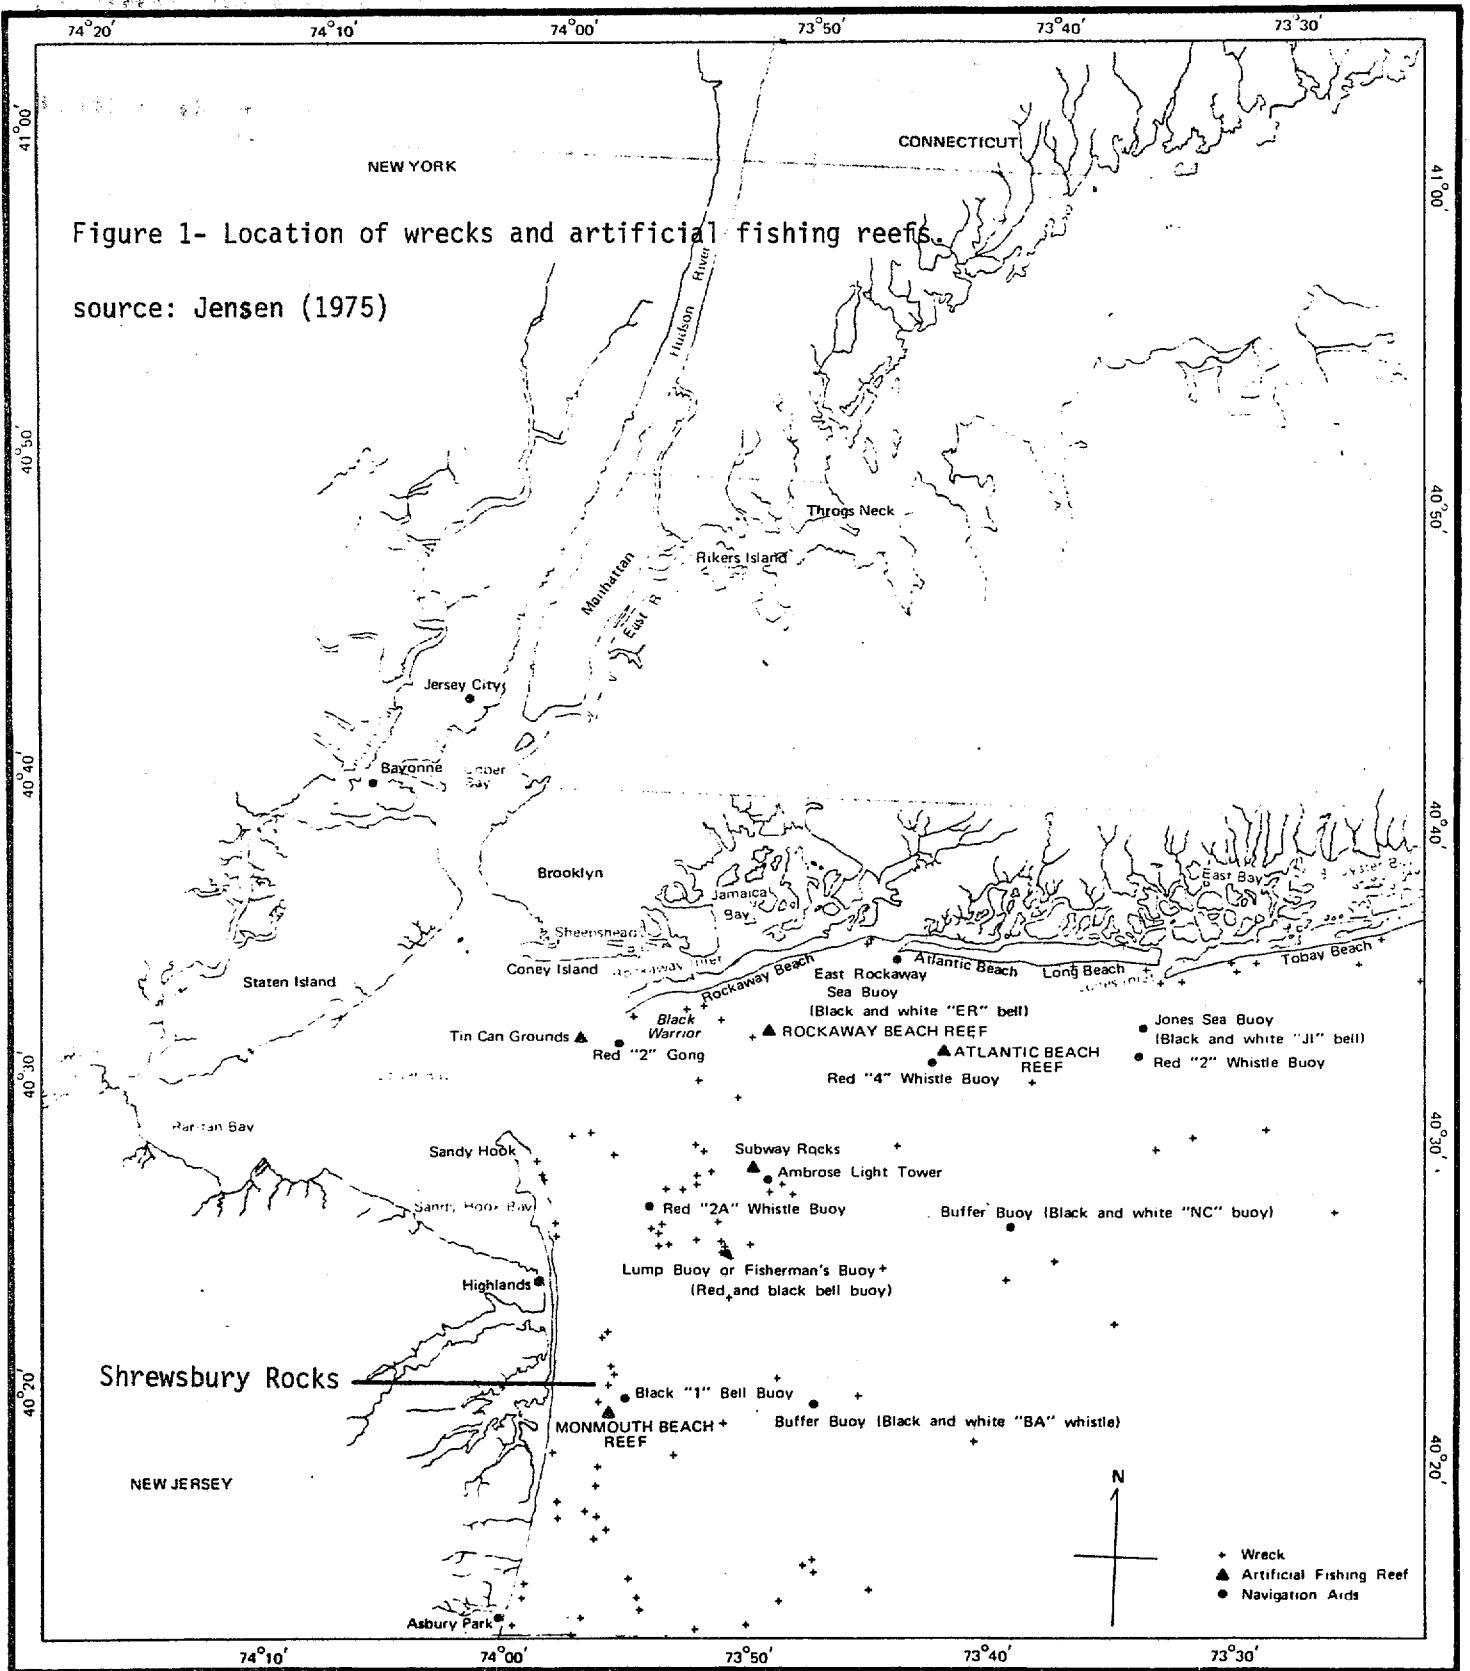 74°20'
74°10'
74°00'
73°50'
73°40'
73°30'
41°00'
41°00'
NEW YORK
CONNECTICUT
Figure 1- Location of wrecks and artificial fishing reefs.
source: Jensen (1975)
Hudson River
40°50'
40°50'
Throgs Neck
Rikers Island
Manhattan
East R
Jersey City
Bayonne
Upper
Bay
40°40'
40°40'
Brooklyn
Jamaica
Bay
East Bay
Sheepshead
Coney Island
Rockaway Inlet
Rockaway Beach
Staten Island
East Rockaway
Sea Buoy
(Black and white "ER" bell)
Atlantic Beach
Long Beach
Jones Inlet
Tobay Beach
Black
Warrior
Tin Can Grounds
Red "2" Gong
ROCKAWAY BEACH REEF
ATLANTIC BEACH
REEF
Red "4" Whistle Buoy
Jones Sea Buoy
(Black and white "JI" bell)
Red "2" Whistle Buoy
40°30'
40°30'
Raritan Bay
Sandy Hook
Subway Rocks
Ambrose Light Tower
Sandy Hook Bay
Red "2A" Whistle Buoy
Buffer Buoy (Black and white "NC" buoy)
Lump Buoy or Fisherman's Buoy
(Red and black bell buoy)
Highlands
Shrewsbury Rocks
40°20'
40°20'
Black "1" Bell Buoy
MONMOUTH BEACH
REEF
Buffer Buoy (Black and white "BA" whistle)
NEW JERSEY
N
Wreck
Artificial Fishing Reef
Navigation Aids
Asbury Park
74°10'
74°00'
73°50'
73°40'
73°30'